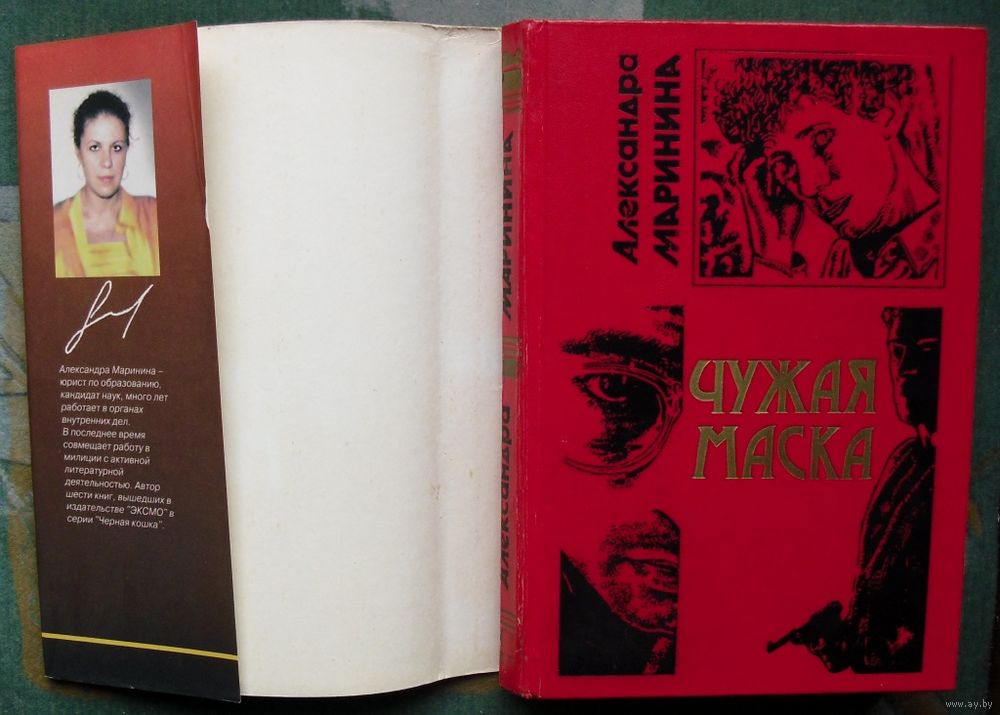 Александра Маринина –
юрист по образованию,
кандидат наук, много лет
работает в органах
внутренних дел.
В последнее время
совмещает работу в
милиции с активной
литературной
деятельностью. Автор
шести книг, вышедших в
издательстве "ЭКСМО" в
серии "Черная кошка".
Александра МАРИНИНА
Александра
МАРИНИНА
ЧУЖАЯ
МАСКА
www.ay.by